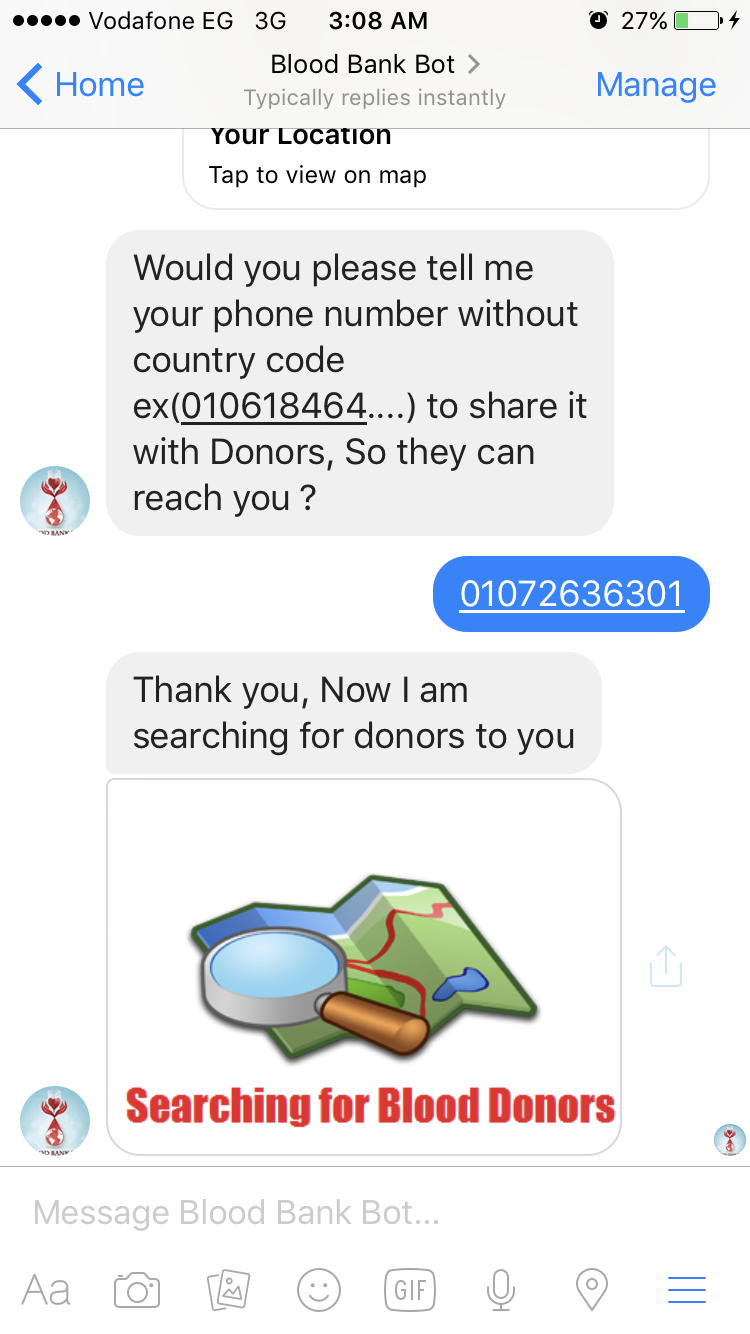 Vodafone EG 3G 3:08 AM 27%
Home Blood Bank Bot Manage
Typically replies instantly
Your Location
Tap to view on map
Would you please tell me
your phone number without
country code
ex(010618464....) to share it
with Donors, So they can
reach you ?
01072636301
Thank you, Now I am
searching for donors to you
Searching for Blood Donors
Message Blood Bank Bot...
Aa GIF